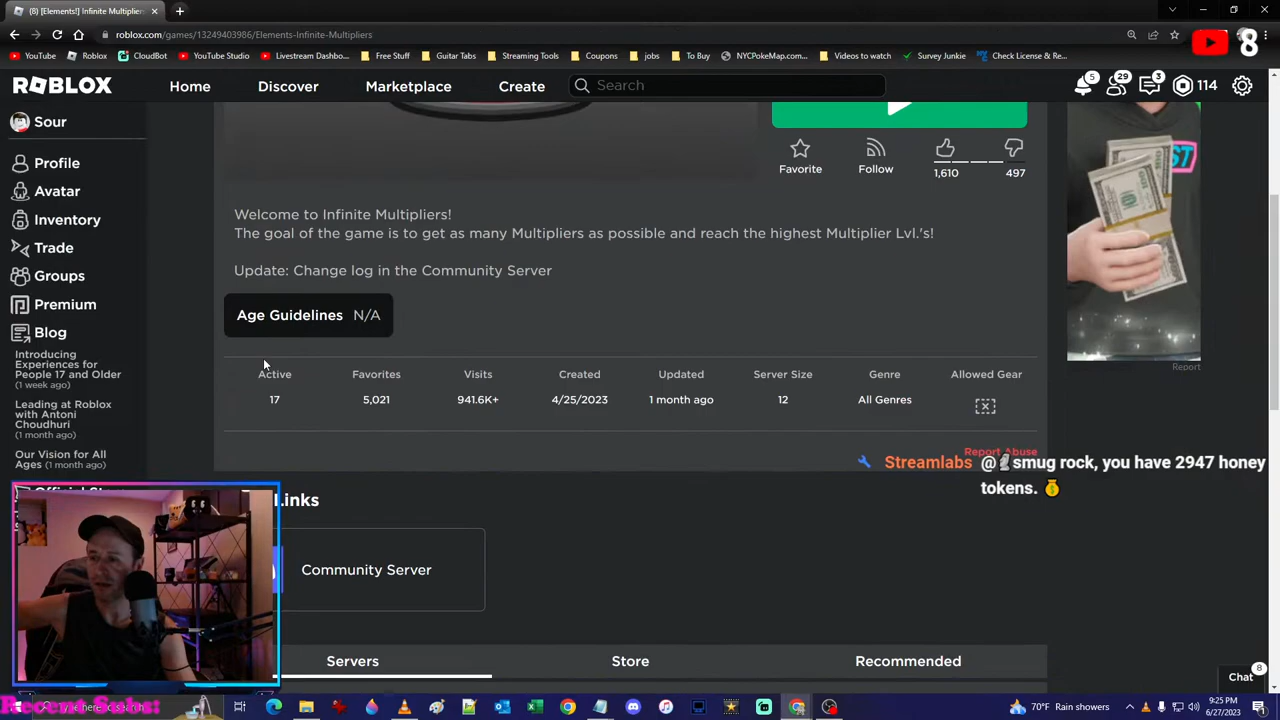 (8) [Elements!] Infinite Multiplier
roblox.com/games/13249403986/Elements-Infinite-Multipliers
YouTube
Roblox
CloudBot
YouTube Studio
Livestream Dashbo...
Free Stuff
Guitar Tabs
Streaming Tools
Coupons
jobs
To Buy
NYCPokeMap.com...
Videos to watch
Survey Junkie
Check License & Re...
8
ROBLOX
Home
Discover
Marketplace
Create
Search
5
29
3
114
Sour
Profile
Avatar
Inventory
Trade
Groups
Premium
Blog
Introducing
Experiences for
People 17 and Older
(1 week ago)
Leading at Roblox
with Antoni
Choudhuri
(1 month ago)
Our Vision for All
Ages (1 month ago)
Favorite
Follow
1,610
497
Welcome to Infinite Multipliers!
The goal of the game is to get as many Multipliers as possible and reach the highest Multiplier Lvl.'s!
Update: Change log in the Community Server
Age Guidelines N/A
Active
17
Favorites
5,021
Visits
941.6K+
Created
4/25/2023
Updated
1 month ago
Server Size
12
Genre
All Genres
Allowed Gear
Report
Report Abuse
Streamlabs @smug rock, you have 2947 honey
tokens.
Links
Community Server
Servers
Store
Recommended
Chat
8
Recent Subs:
70°F Rain showers
9:25 PM
6/27/2023